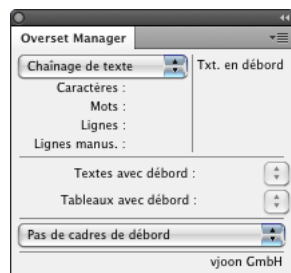 Overset Manager
Chaînage de texte
Txt. en débord
Caractères :
Mots :
Lignes :
Lignes manus. :
Textes avec débord :
Tableaux avec débord :
Pas de cadres de débord
vjoon GmbH